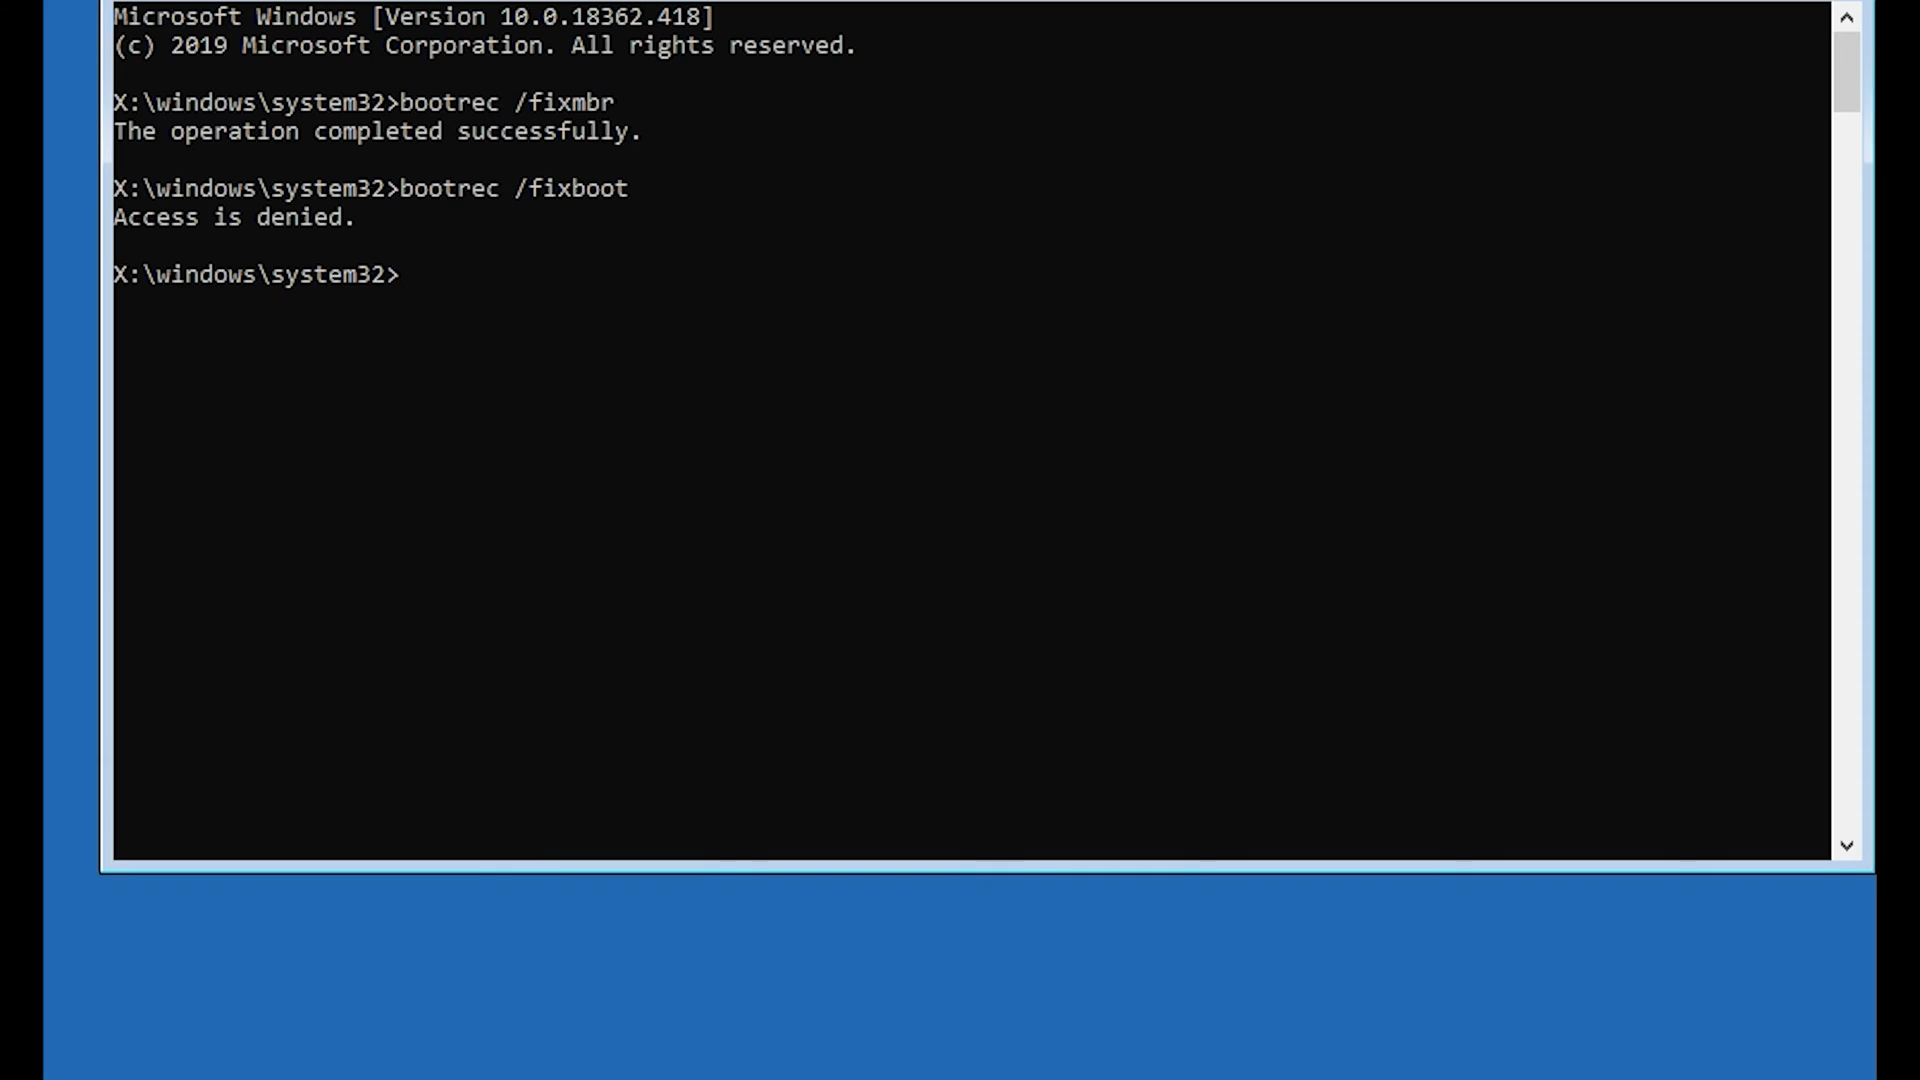 Microsoft Windows [Version 10.0.18362.418]
(c) 2019 Microsoft Corporation. All rights reserved.
X:\windows\system32>bootrec /fixmbr
The operation completed successfully.
X:\windows\system32>bootrec /fixboot
Access is denied.
X:\windows\system32>